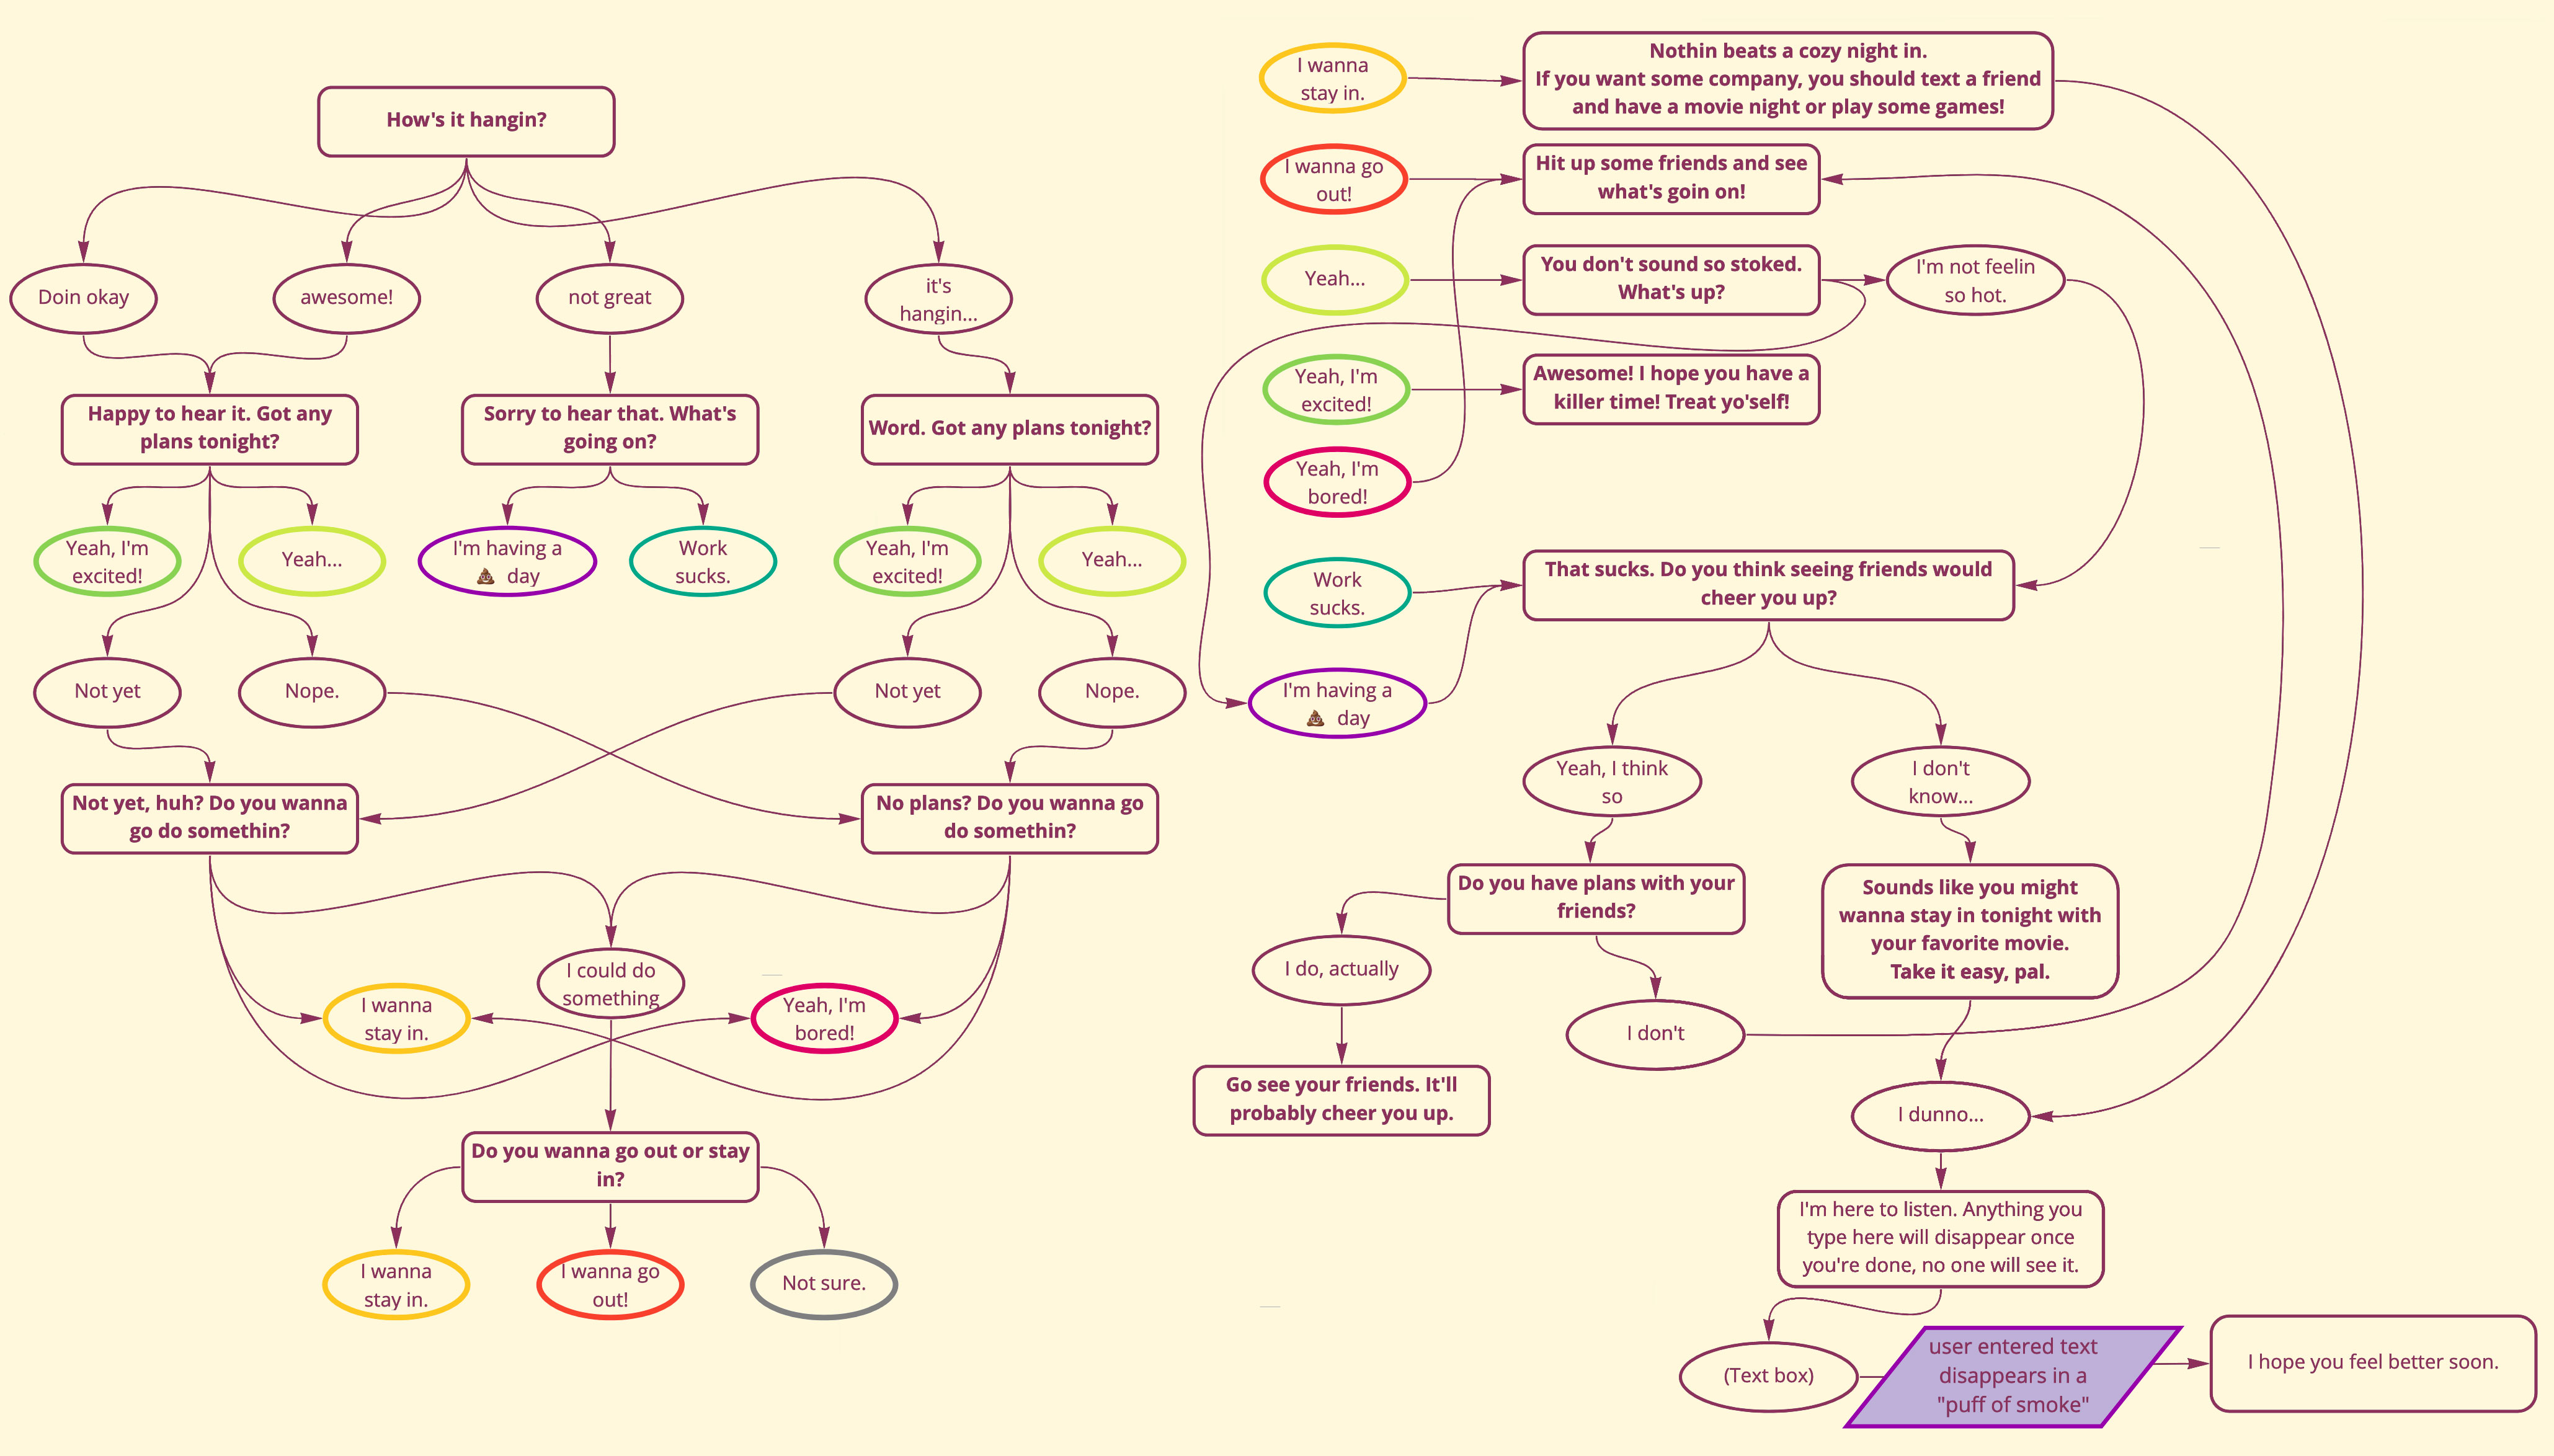 How's it hangin?
Doin okay
awesome!
not great
it's
hangin...
Happy to hear it. Got any
plans tonight?
Sorry to hear that. What's
going on?
Word. Got any plans tonight?
Yeah, I'm
excited!
Yeah...
I'm having a
💩 day
Work
sucks.
Yeah, I'm
excited!
Yeah...
Not yet
Nope.
Not yet
Nope.
Not yet, huh? Do you wanna
go do somethin?
No plans? Do you wanna go
do somethin?
I could do
something
I wanna
stay in.
Yeah, I'm
bored!
Do you wanna go out or stay
in?
I wanna
stay in.
I wanna go
out!
Not sure.
I wanna
stay in.
Nothin beats a cozy night in.
If you want some company, you should text a friend
and have a movie night or play some games!
I wanna go
out!
Hit up some friends and see
what's goin on!
Yeah...
You don't sound so stoked.
What's up?
I'm not feelin
so hot.
Yeah, I'm
excited!
Awesome! I hope you have a
killer time! Treat yo'self!
Yeah, I'm
bored!
Work
sucks.
That sucks. Do you think seeing friends would
cheer you up?
I'm having a
💩 day
Yeah, I think
so
I don't
know...
Do you have plans with your
friends?
Sounds like you might
wanna stay in tonight with
your favorite movie.
Take it easy, pal.
I do, actually
I don't
Go see your friends. It'll
probably cheer you up.
I dunno...
I'm here to listen. Anything you
type here will disappear once
you're done, no one will see it.
(Text box)
user entered text
disappears in a
"puff of smoke"
I hope you feel better soon.